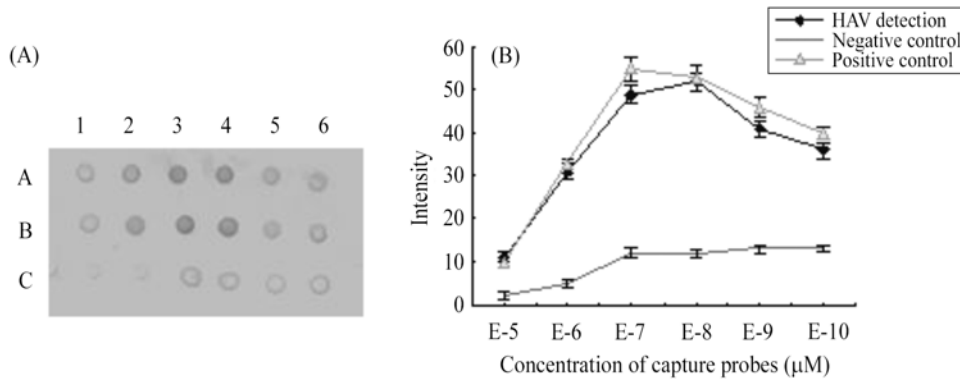 (A)
1 2 3 4 5 6
A
B
C
(B)
HAV detection
Negative control
Positive control
60
50
40
30
20
10
0
Intensity
E-5 E-6 E-7 E-8 E-9 E-10
Concentration of capture probes (μM)